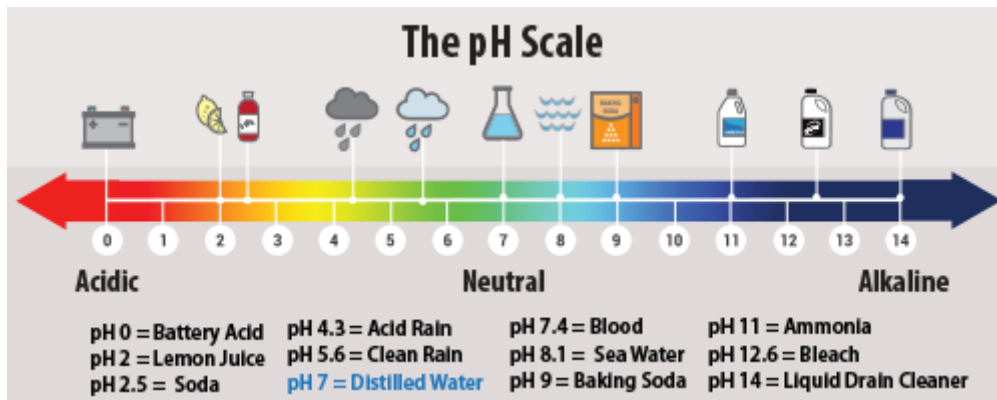 The pH Scale
BAKING SODA
0 1 2 3 4 5 6 7 8 9 10 11 12 13 14
Acidic Neutral Alkaline
pH 0 = Battery Acid
pH 2 = Lemon Juice
pH 2.5 = Soda
pH 4.3 = Acid Rain
pH 5.6 = Clean Rain
pH 7 = Distilled Water
pH 7.4 = Blood
pH 8.1 = Sea Water
pH 9 = Baking Soda
pH 11 = Ammonia
pH 12.6 = Bleach
pH 14 = Liquid Drain Cleaner